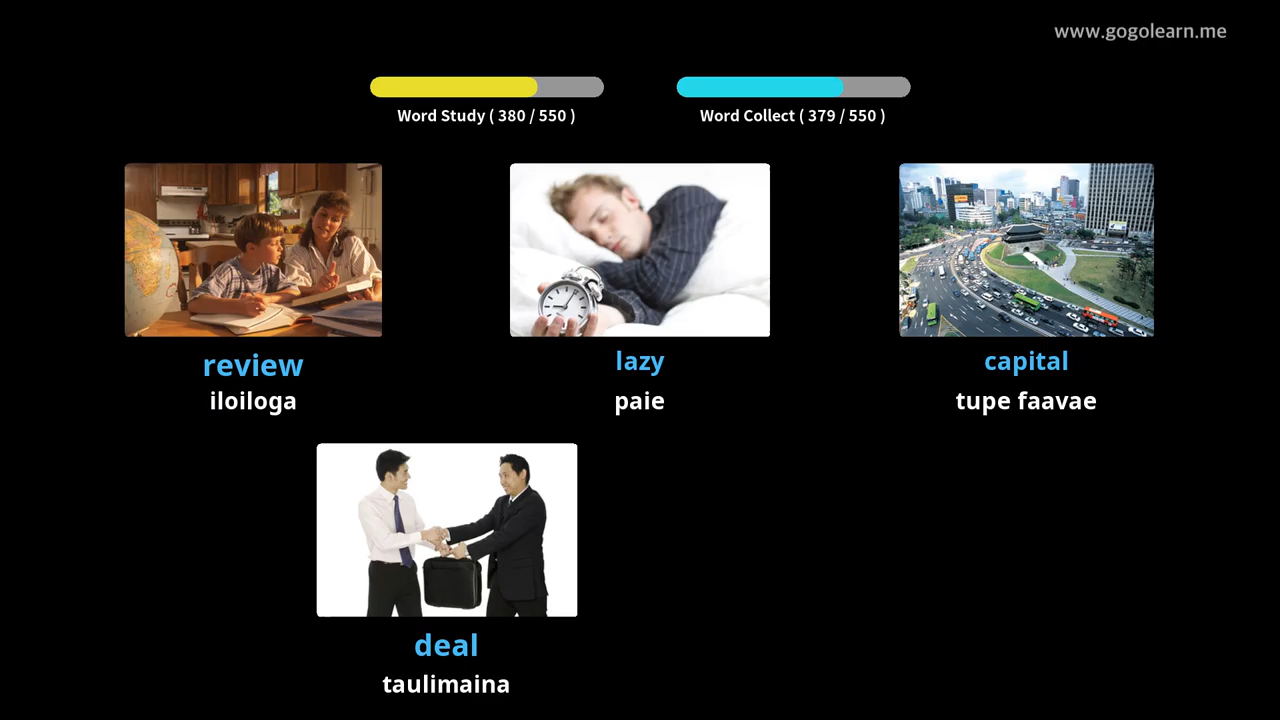 www.gogolearn.me
Word Study ( 380 / 550 )
Word Collect ( 379 / 550 )
review
iloiloga
lazy
paie
capital
tupe faavae
deal
taulimaina